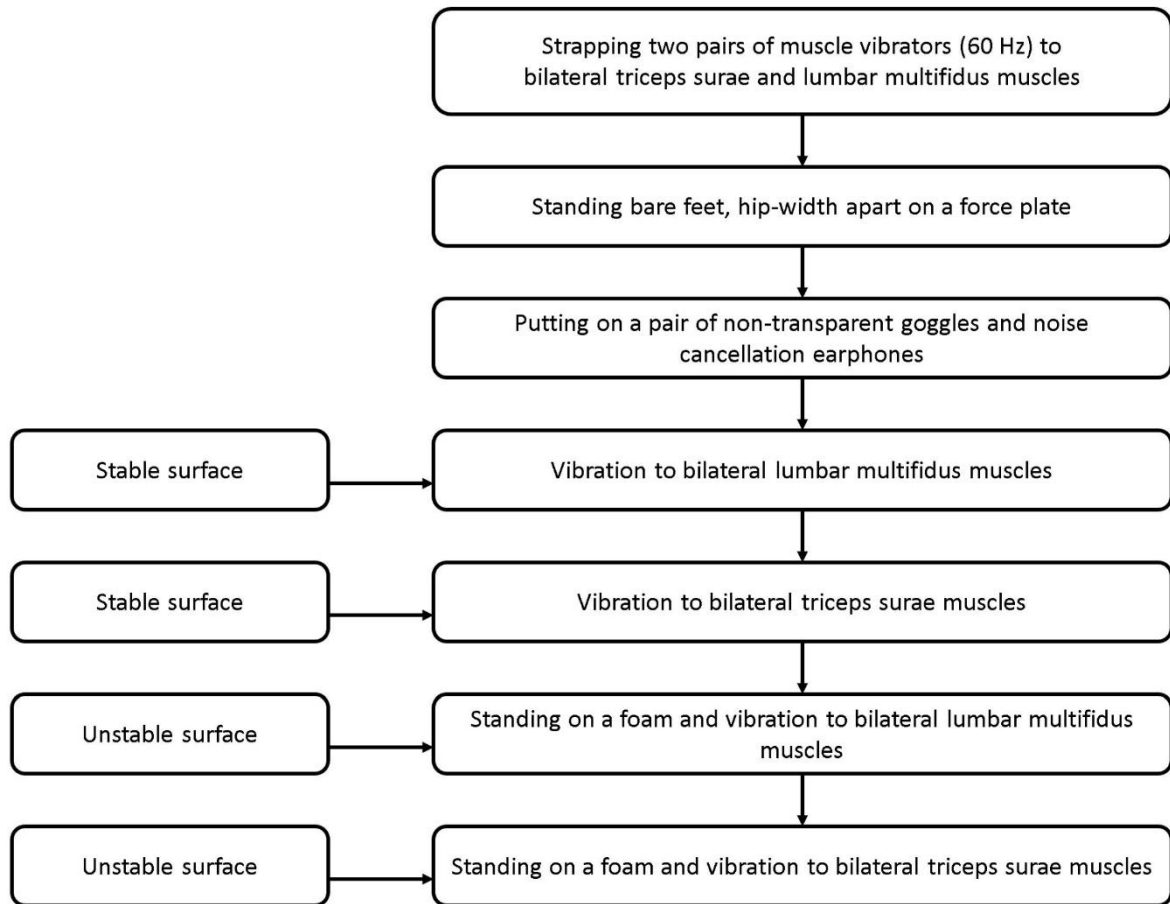 Strapping two pairs of muscle vibrators (60 Hz) to
bilateral triceps surae and lumbar multifidus muscles
Standing bare feet, hip-width apart on a force plate
Putting on a pair of non-transparent goggles and noise
cancellation earphones
Stable surface
Vibration to bilateral lumbar multifidus muscles
Stable surface
Vibration to bilateral triceps surae muscles
Unstable surface
Standing on a foam and vibration to bilateral lumbar multifidus
muscles
Unstable surface
Standing on a foam and vibration to bilateral triceps surae muscles